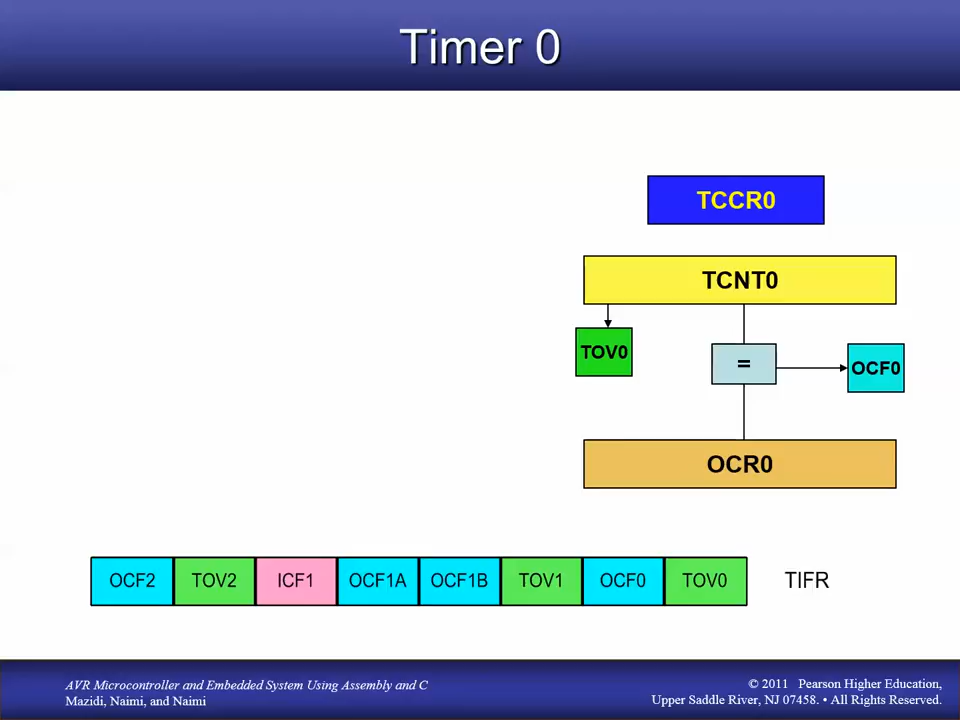 Timer 0
TCCR0
TCNT0
TOV0
=
OCF0
OCR0
OCF2 TOV2 ICF1 OCF1A OCF1B TOV1 OCF0 TOV0 TIFR
AVR Microcontroller and Embedded System Using Assembly and C
Mazidi, Naimi, and Naimi
© 2011 Pearson Higher Education,
Upper Saddle River, NJ 07458. • All Rights Reserved.